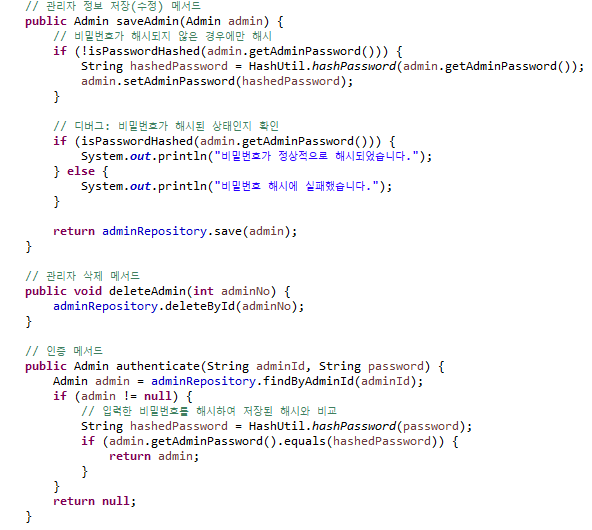 // 관리자 정보 저장(수정) 메서드
public Admin saveAdmin(Admin admin) {
// 비밀번호가 해시되지 않은 경우에만 해시
if (!isPasswordHashed(admin.getAdminPassword())) {
String hashedPassword = HashUtil.hashPassword(admin.getAdminPassword());
admin.setAdminPassword(hashedPassword);
}
// 디버그: 비밀번호가 해시된 상태인지 확인
if (isPasswordHashed(admin.getAdminPassword())) {
System.out.println("비밀번호가 정상적으로 해시되었습니다.");
} else {
System.out.println("비밀번호 해시에 실패했습니다.");
}
return adminRepository.save(admin);
}
// 관리자 삭제 메서드
public void deleteAdmin(int adminNo) {
adminRepository.deleteById(adminNo);
}
// 인증 메서드
public Admin authenticate(String adminId, String password) {
Admin admin = adminRepository.findByAdminId(adminId);
if (admin != null) {
// 입력한 비밀번호를 해시하여 저장된 해시와 비교
String hashedPassword = HashUtil.hashPassword(password);
if (admin.getAdminPassword().equals(hashedPassword)) {
return admin;
}
}
return null;
}